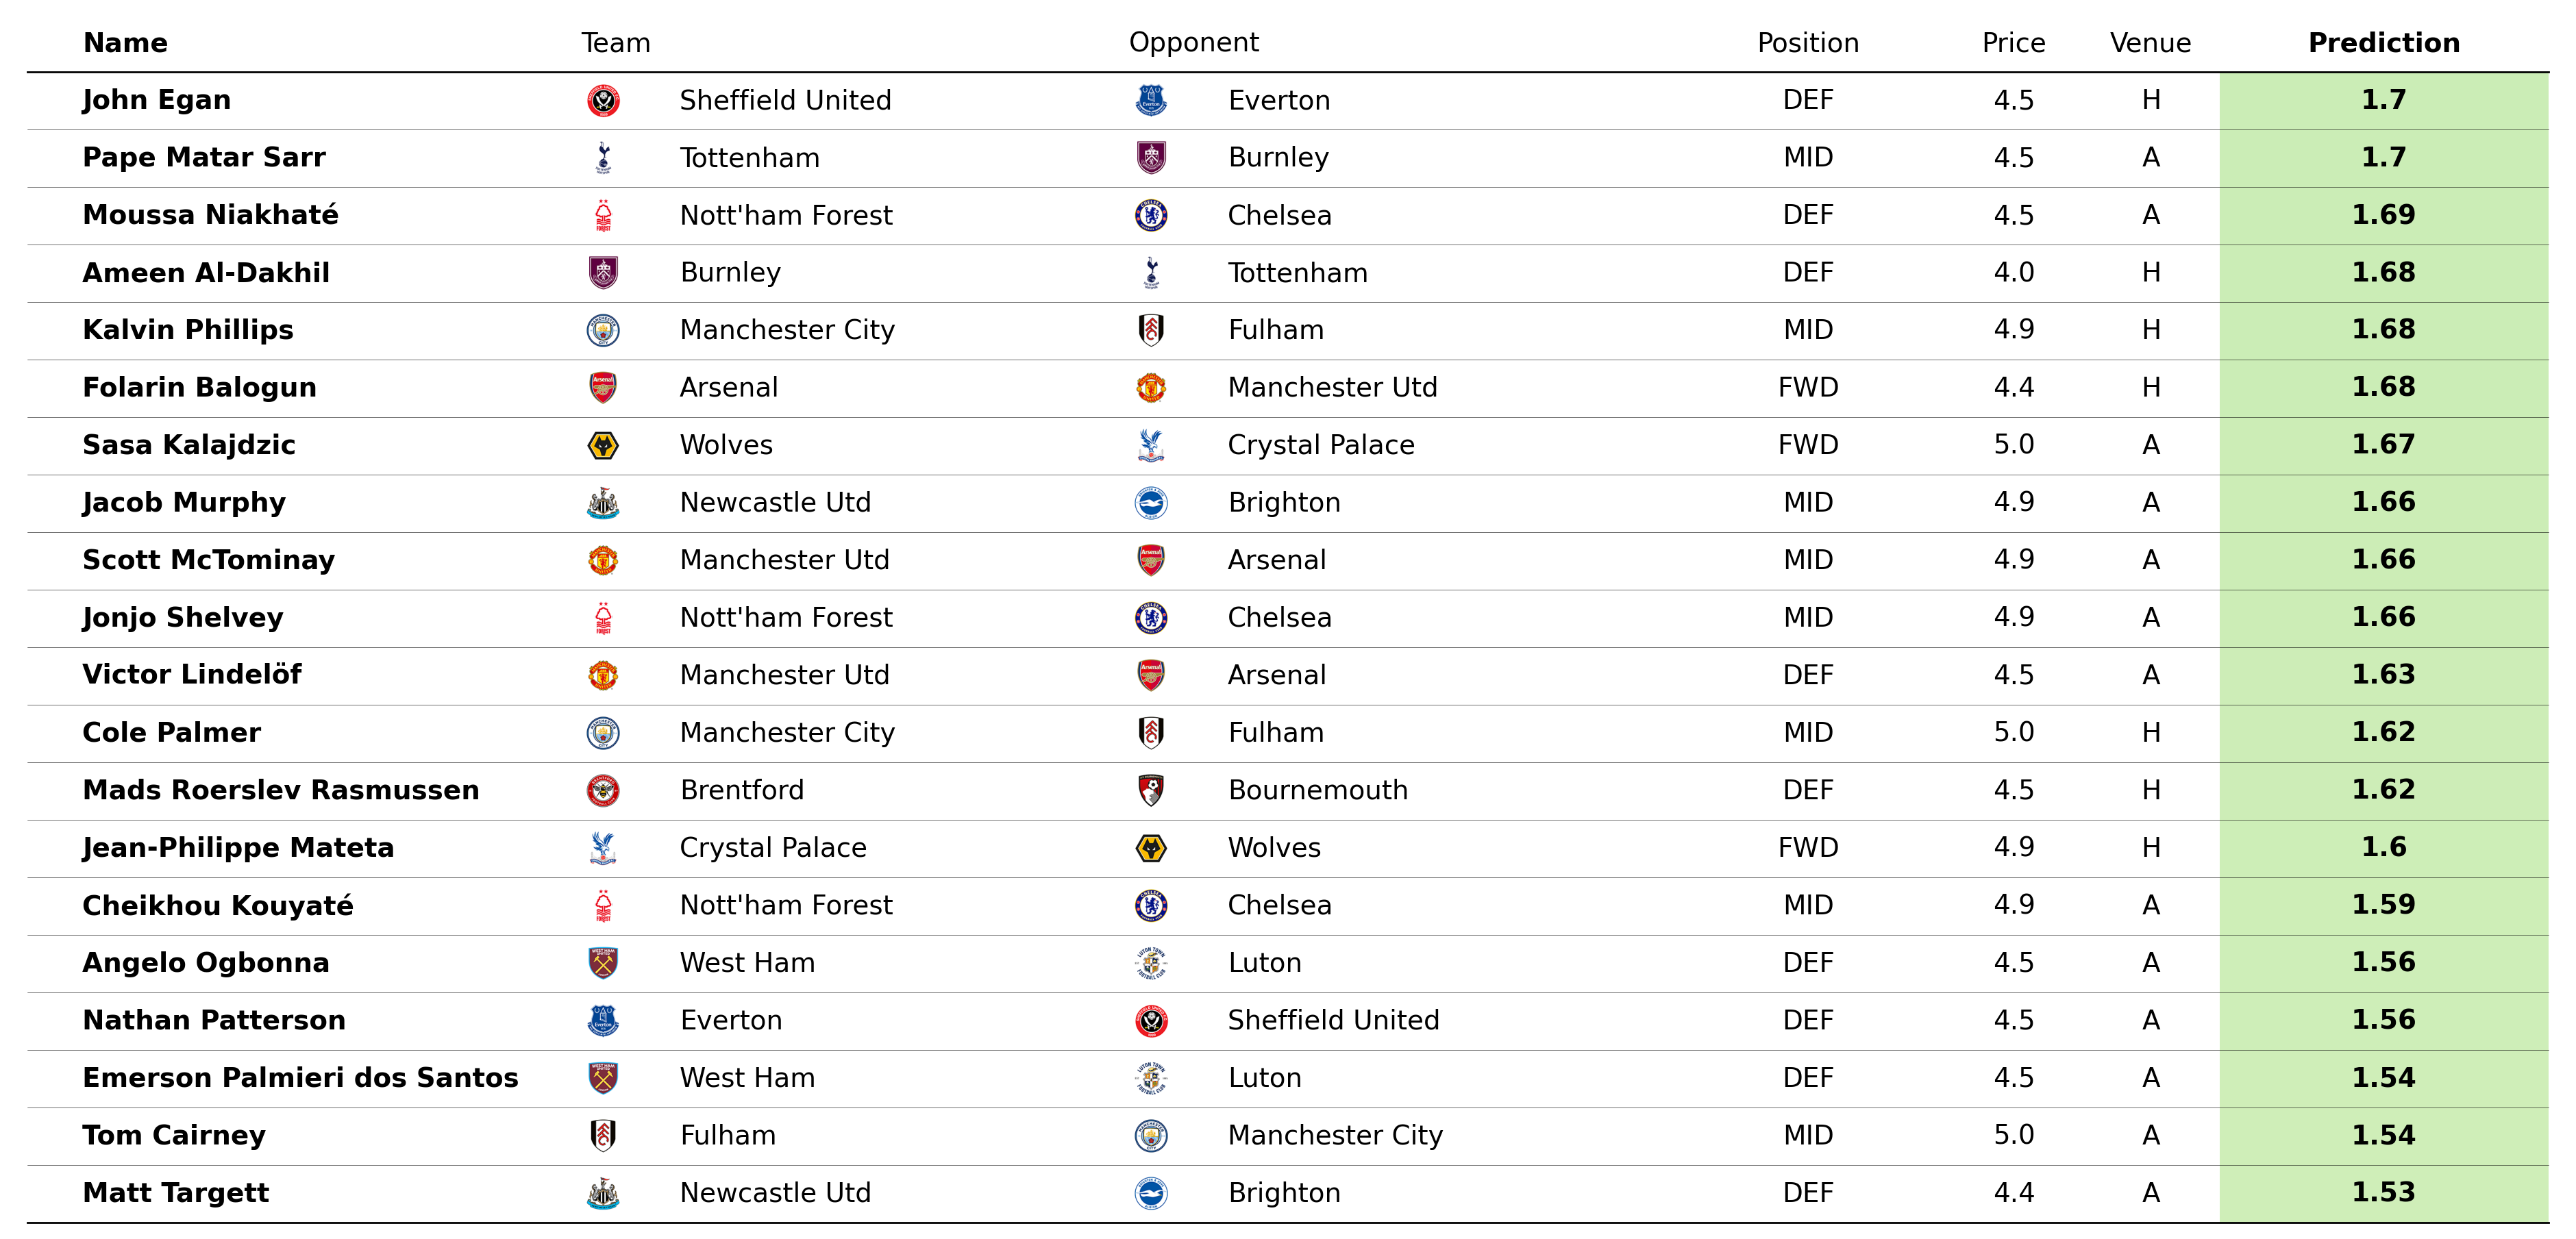 Name Team Opponent Position Price Venue Prediction
John Egan Sheffield United Everton DEF 4.5 H 1.7
Pape Matar Sarr Tottenham Burnley MID 4.5 A 1.7
Moussa Niakhaté Nott'ham Forest Chelsea DEF 4.5 A 1.69
Ameen Al-Dakhil Burnley Tottenham DEF 4.0 H 1.68
Kalvin Phillips Manchester City Fulham MID 4.9 H 1.68
Folarin Balogun Arsenal Manchester Utd FWD 4.4 H 1.68
Sasa Kalajdzic Wolves Crystal Palace FWD 5.0 A 1.67
Jacob Murphy Newcastle Utd Brighton MID 4.9 A 1.66
Scott McTominay Manchester Utd Arsenal MID 4.9 A 1.66
Jonjo Shelvey Nott'ham Forest Chelsea MID 4.9 A 1.66
Victor Lindelöf Manchester Utd Arsenal DEF 4.5 A 1.63
Cole Palmer Manchester City Fulham MID 5.0 H 1.62
Mads Roerslev Rasmussen Brentford Bournemouth DEF 4.5 H 1.62
Jean-Philippe Mateta Crystal Palace Wolves FWD 4.9 H 1.6
Cheikhou Kouyaté Nott'ham Forest Chelsea MID 4.9 A 1.59
Angelo Ogbonna West Ham Luton DEF 4.5 A 1.56
Nathan Patterson Everton Sheffield United DEF 4.5 A 1.56
Emerson Palmieri dos Santos West Ham Luton DEF 4.5 A 1.54
Tom Cairney Fulham Manchester City MID 5.0 A 1.54
Matt Targett Newcastle Utd Brighton DEF 4.4 A 1.53